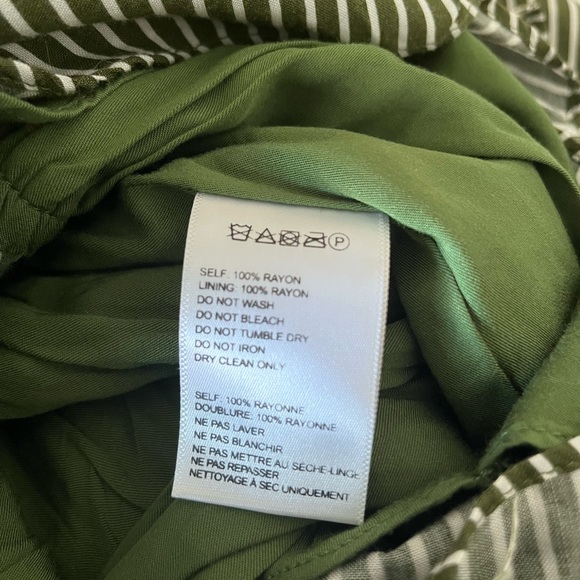 P
SELF: 100% RAYON
LINING: 100% RAYON
DO NOT WASH
DO NOT BLEACH
DO NOT TUMBLE DRY
DO NOT IRON
DRY CLEAN ONLY
SELF: 100% RAYONNE
DOUBLURE: 100% RAYONNE
NE PAS LAVER
NE PAS BLANCHIR
NE PAS METTRE AU SÈCHE-LINGE
NE PAS REPASSER
NETTOYAGE À SEC UNIQUEMENT